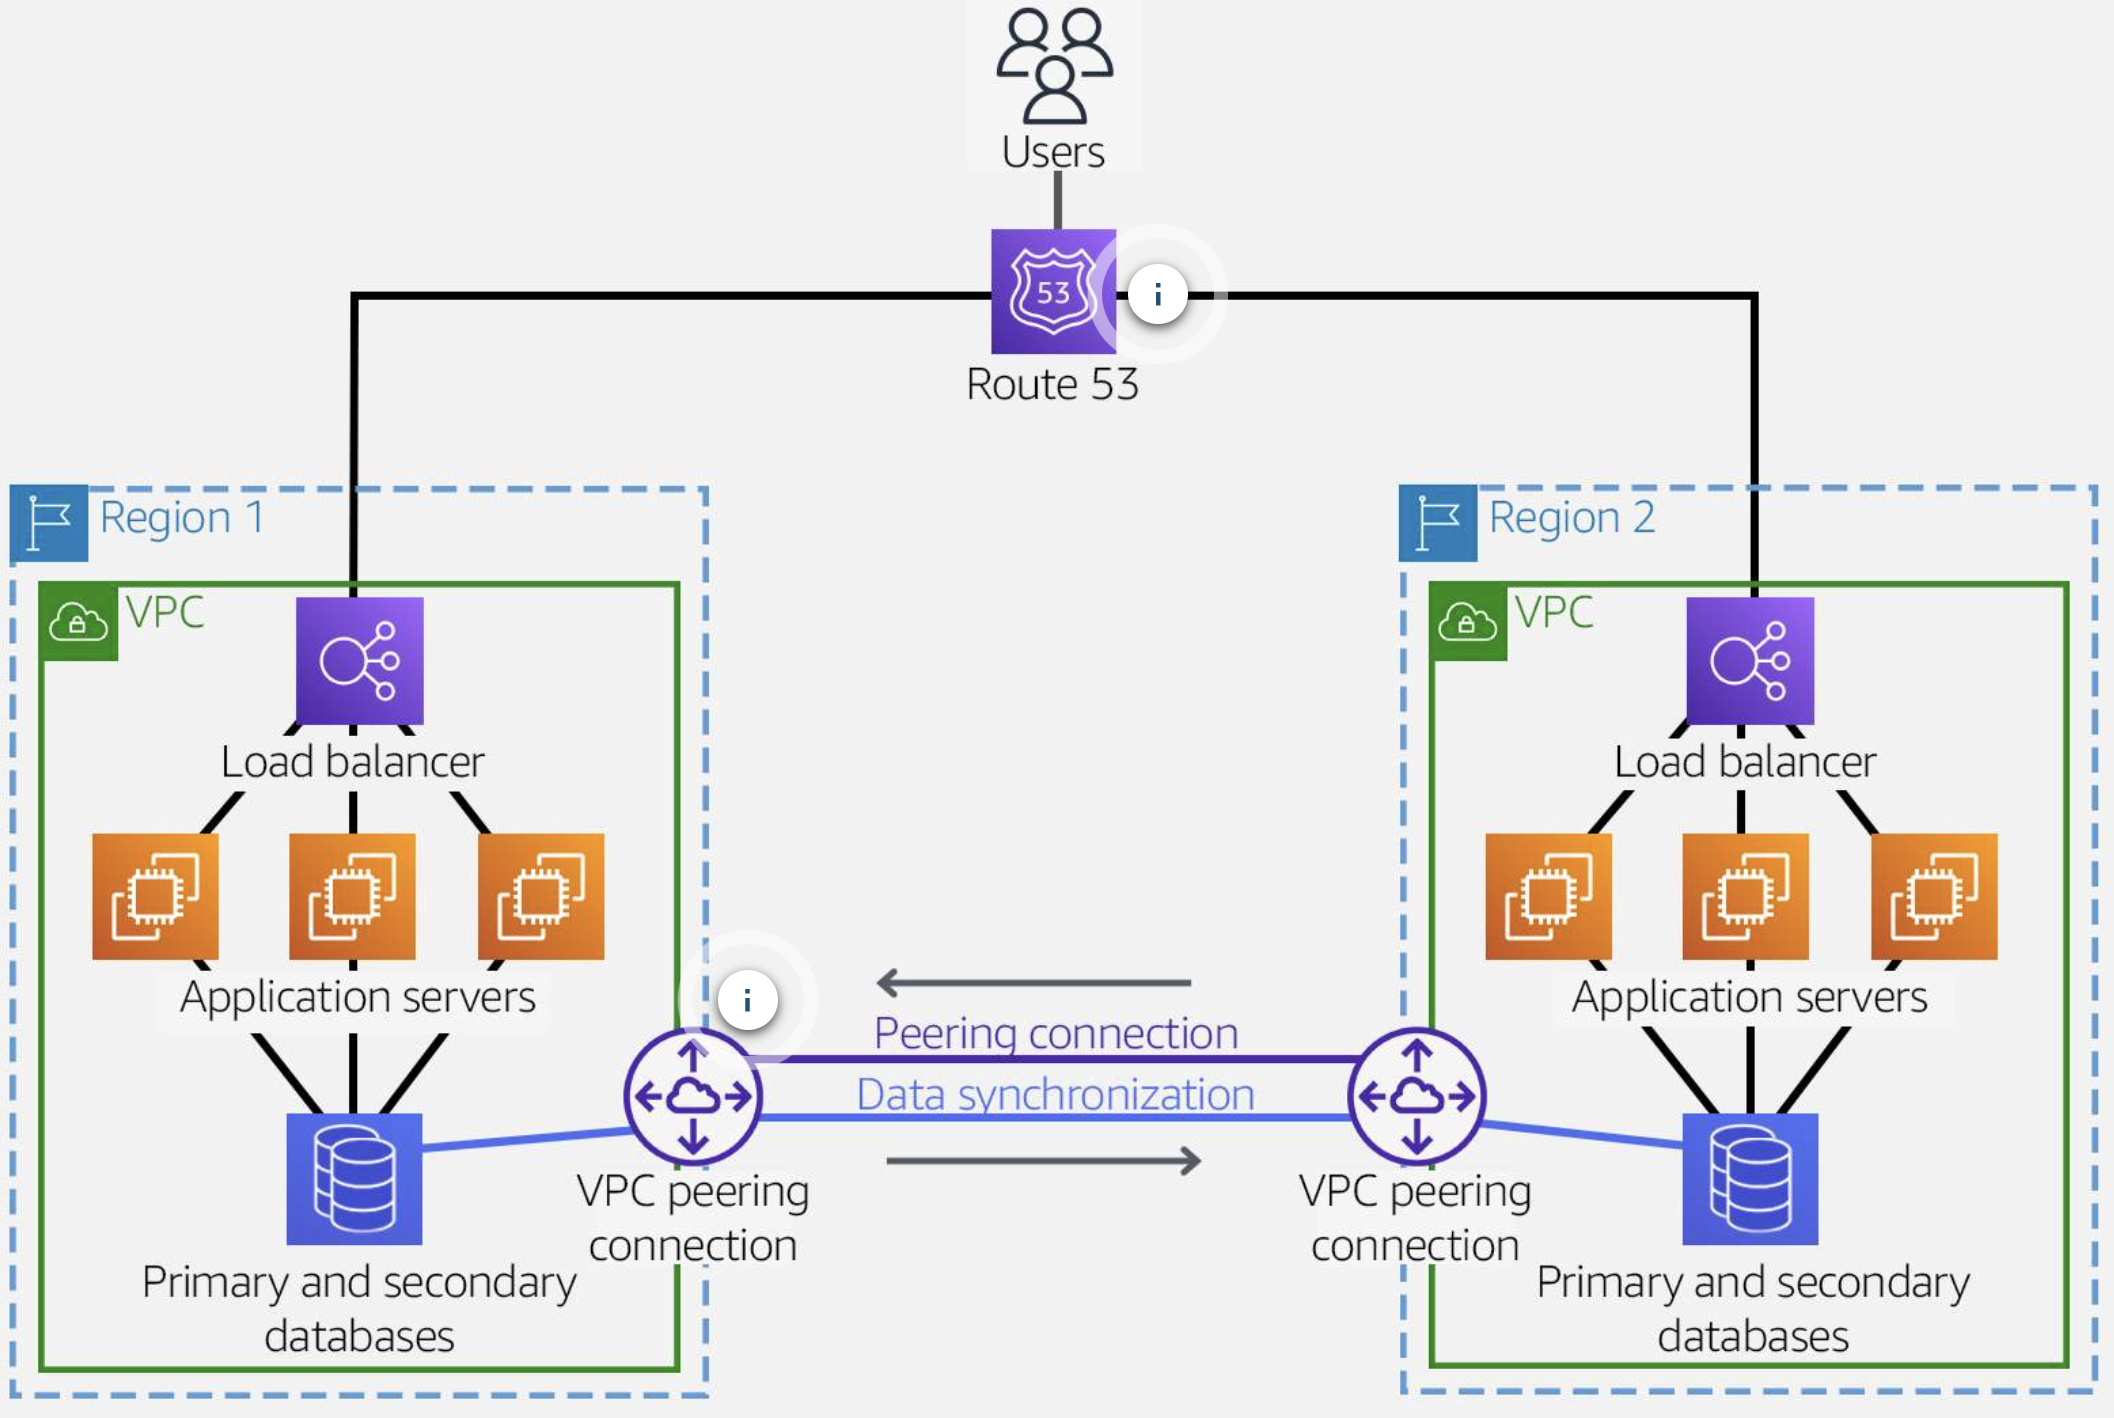 Users
53
i
Route 53
Region 1
Region 2
VPC
VPC
Load balancer
Load balancer
Application servers
Application servers
i
Peering connection
Data synchronization
VPC peering
connection
VPC peering
connection
Primary and secondary
databases
Primary and secondary
databases